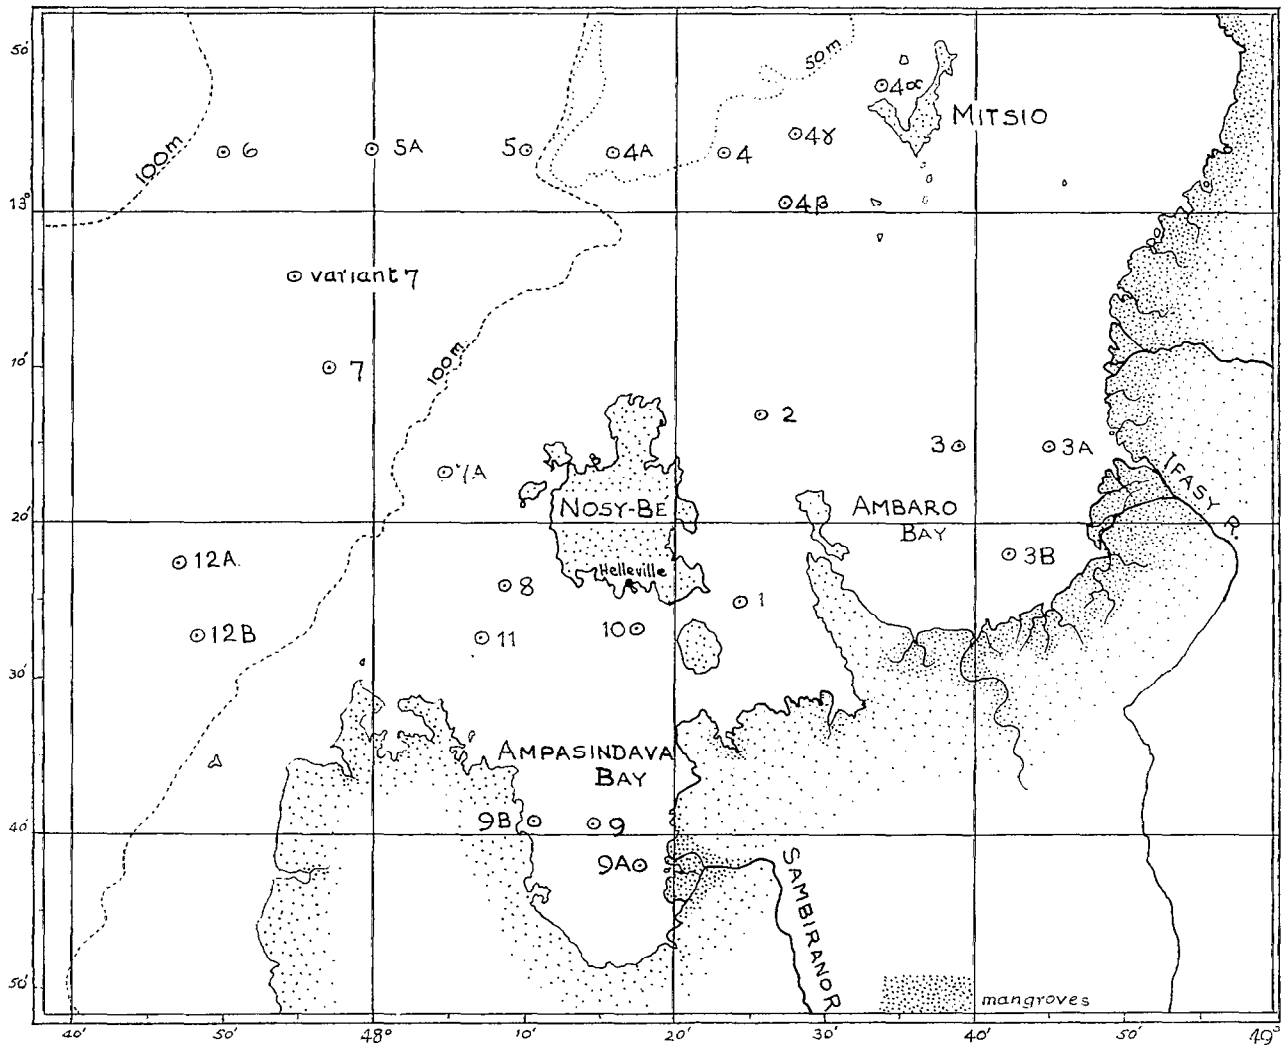 50'
50m
4α
MITSIO
100m
6
5A
5
4A
4
4γ
13°
4β
variant 7
10'
7
100m
2
3
3A
7A
IFASY R.
NOSY-BÉ
AMBARO
BAY
20'
12A.
8
Helleville
1
3B
12B
11
10
30'
AMPASINDAVA
BAY
9B
9
40'
9A
SAMBIRANO R
50'
mangroves
40'
50'
48°
10'
20'
30'
40'
50'
49°